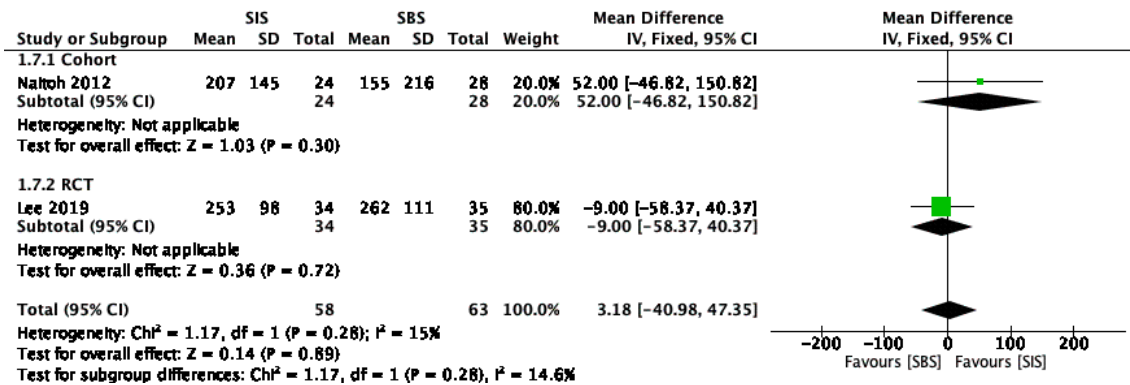 SIS SBS Mean Difference Mean Difference
Study or Subgroup Mean SD Total Mean SD Total Weight IV, Fixed, 95% CI IV, Fixed, 95% CI
1.7.1 Cohort
Naitoh 2012 207 145 24 155 216 28 20.0% 52.00 [−46.82, 150.82]
Subtotal (95% CI) 24 28 20.0% 52.00 [−46.82, 150.82]
Heterogeneity: Not applicable
Test for overall effect: Z = 1.03 (P = 0.30)
1.7.2 RCT
Lee 2019 253 98 34 262 111 35 80.0% −9.00 [−58.37, 40.37]
Subtotal (95% CI) 34 35 80.0% −9.00 [−58.37, 40.37]
Heterogeneity: Not applicable
Test for overall effect: Z = 0.36 (P = 0.72)
Total (95% CI) 58 63 100.0% 3.18 [−40.98, 47.35]
Heterogeneity: Chi² = 1.17, df = 1 (P = 0.28); I² = 15%
Test for overall effect: Z = 0.14 (P = 0.89)
Test for subgroup differences: Chi² = 1.17, df = 1 (P = 0.28), I² = 14.6%
−200 −100 0 100 200
Favours [SBS] Favours [SIS]